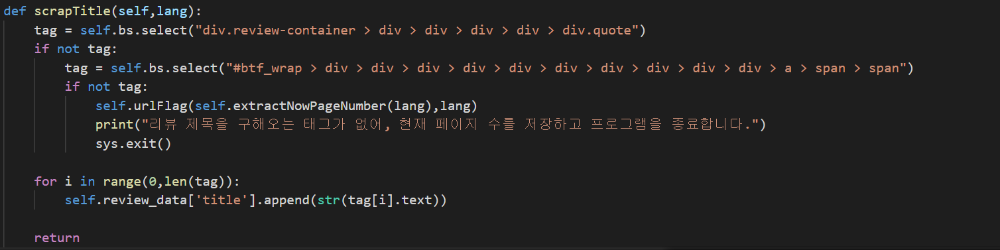 def scrapTitle(self,lang):
    tag = self.bs.select("div.review-container > div > div > div > div > div.quote")
    if not tag:
        tag = self.bs.select("#btf_wrap > div > div > div > div > div > div > div > div > div > div > a > span > span")
        if not tag:
            self.urlFlag(self.extractNowPageNumber(lang),lang)
            print("리뷰 제목을 구해오는 태그가 없어, 현재 페이지 수를 저장하고 프로그램을 종료합니다.")
            sys.exit()
    for i in range(0,len(tag)):
        self.review_data['title'].append(str(tag[i].text))
    return